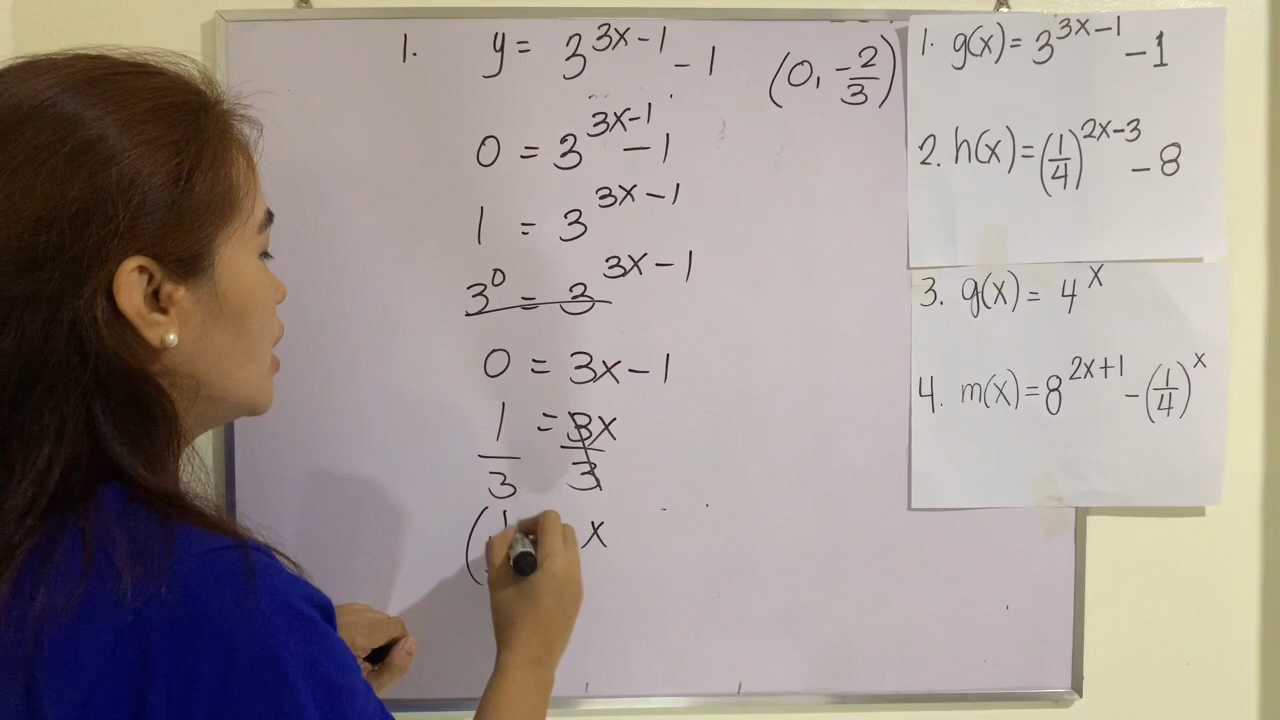 1. y = 3^{3x-1} - 1
(0, -2/3)
0 = 3^{3x-1} - 1
1 = 3^{3x-1}
3^0 = 3^{3x-1}
0 = 3x - 1
1/3 = 3x/3
(1 x
1. g(x) = 3^{3x-1} - 1
2. h(x) = (1/4)^{2x-3} - 8
3. g(x) = 4^x
4. m(x) = 8^{2x+1} - (1/4)^x